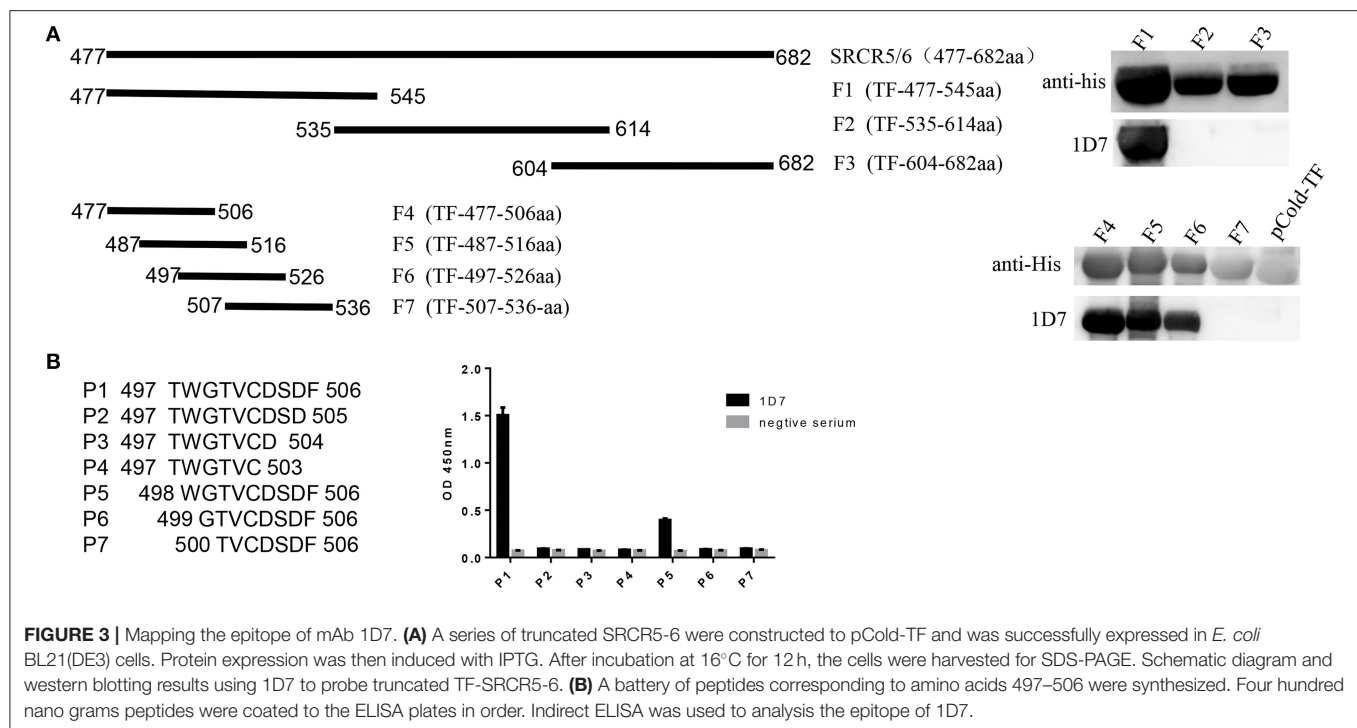 A
477 682 SRCR5/6（477-682aa）
477 545 F1 (TF-477-545aa)
535 614 F2 (TF-535-614aa)
604 682 F3 (TF-604-682aa)
477 506 F4 (TF-477-506aa)
487 516 F5 (TF-487-516aa)
497 526 F6 (TF-497-526aa)
507 536 F7 (TF-507-536-aa)
F1 F2 F3
anti-his
1D7
F4 F5 F6 F7 pCold-TF
anti-His
1D7
B
P1 497 TWGTVCDSDF 506
P2 497 TWGTVCDSD 505
P3 497 TWGTVCD 504
P4 497 TWGTVC 503
P5 498 WGTVCDSDF 506
P6 499 GTVCDSDF 506
P7 500 TVCDSDF 506
OD 450nm
2.0
1.5
1.0
0.5
0.0
P1 P2 P3 P4 P5 P6 P7
1D7
negtive serium
FIGURE 3 | Mapping the epitope of mAb 1D7. (A) A series of truncated SRCR5-6 were constructed to pCold-TF and was successfully expressed in E. coli
BL21(DE3) cells. Protein expression was then induced with IPTG. After incubation at 16°C for 12 h, the cells were harvested for SDS-PAGE. Schematic diagram and
western blotting results using 1D7 to probe truncated TF-SRCR5-6. (B) A battery of peptides corresponding to amino acids 497–506 were synthesized. Four hundred
nano grams peptides were coated to the ELISA plates in order. Indirect ELISA was used to analysis the epitope of 1D7.